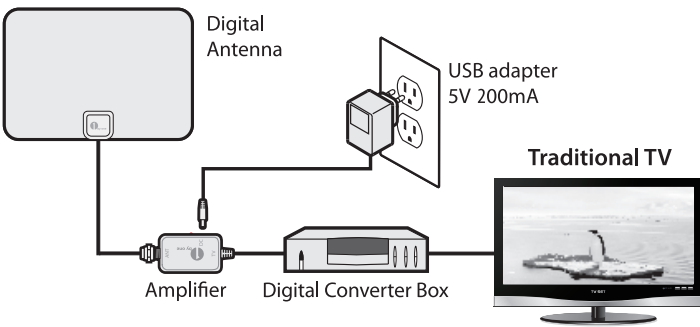 Digital
Antenna
USB adapter
5V 200mA
Traditional TV
Amplifier
Digital Converter Box